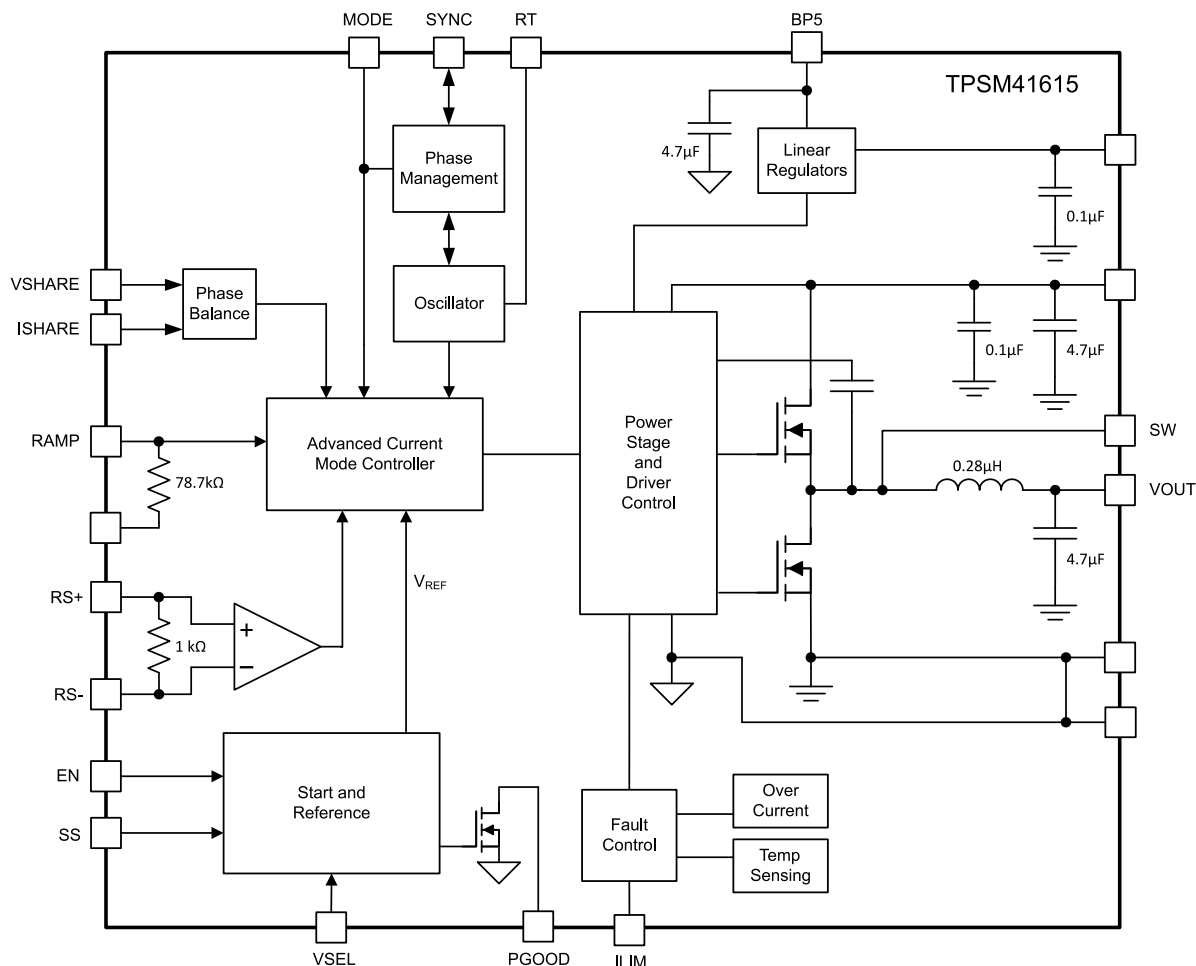 MODE
SYNC
RT
BP5
TPSM41615
4.7µF
Linear
Regulators
0.1µF
Phase
Management
VSHARE
ISHARE
Phase
Balance
Oscillator
0.1µF
4.7µF
RAMP
78.7kΩ
Advanced Current
Mode Controller
Power
Stage
and
Driver
Control
SW
0.28µH
VOUT
4.7µF
RS+
1 kΩ
RS-
+
−
VREF
EN
SS
Start and
Reference
Fault
Control
Over
Current
Temp
Sensing
VSEL
PGOOD
ILIM